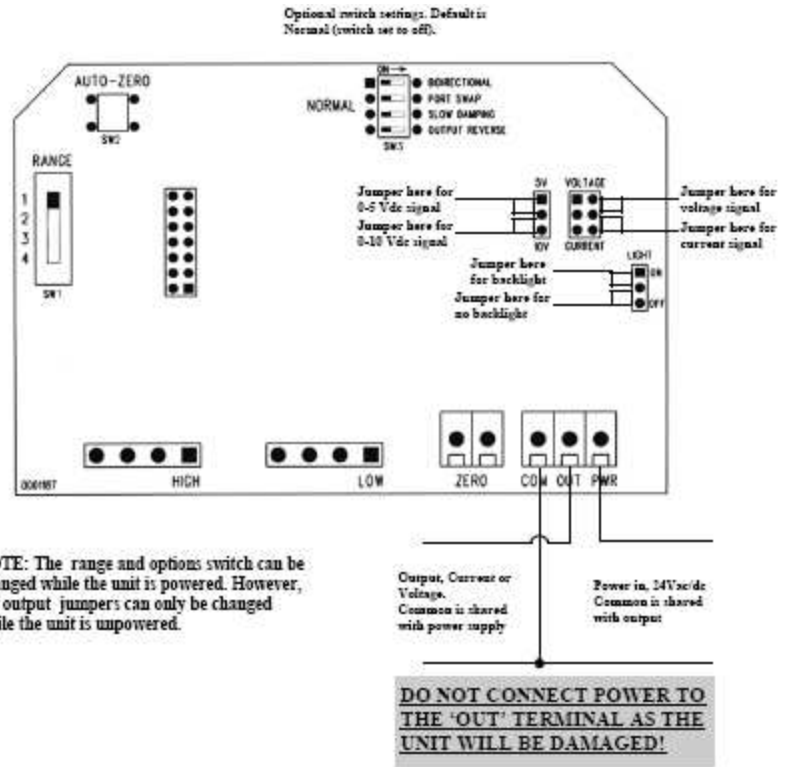 Optional switch settings. Default is
Normal (switch set to off).
ON
AUTO-ZERO
SW2
NORMAL
BIDIRECTIONAL
PORT SWAP
SLOW DAMPING
OUTPUT REVERSE
SW3
RANGE
1
2
3
4
SW1
5V
VOLTAGE
Jumper here for
0-5 Vdc signal
Jumper here for
0-10 Vdc signal
10V
CURRENT
Jumper here for
voltage signal
Jumper here for
current signal
LIGHT
ON
OFF
Jumper here
for backlight
Jumper here for
no backlight
0001187
HIGH
LOW
ZERO
COM OUT PWR
OTE: The range and options switch can be
anged while the unit is powered. However,
output jumpers can only be changed
ile the unit is unpowered.
Output, Current or
Voltage.
Common is shared
with power supply
Power in, 24Vac/dc
Common is shared
with output
DO NOT CONNECT POWER TO
THE ‘OUT’ TERMINAL AS THE
UNIT WILL BE DAMAGED!